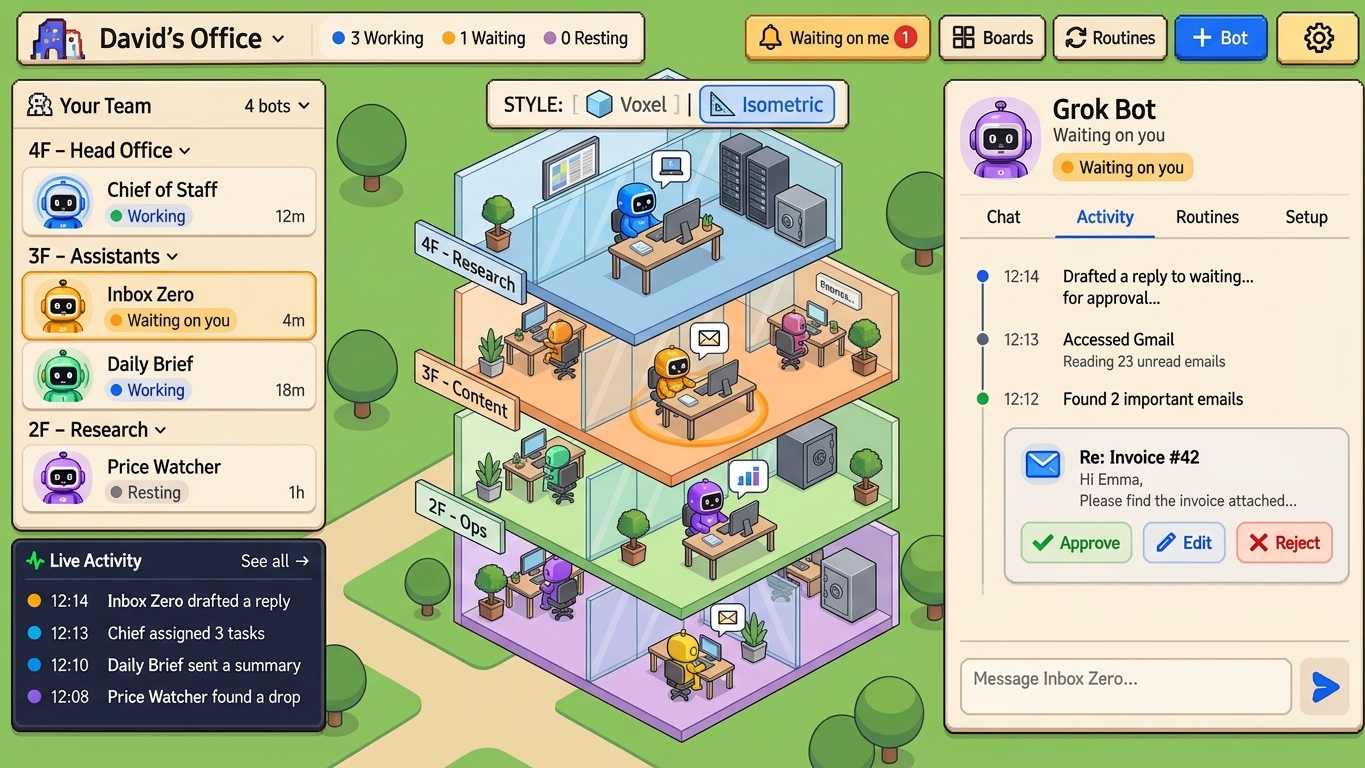 David's Office
3 Working
1 Waiting
0 Resting
Waiting on me 1
Boards
Routines
+ Bot
Your Team
4 bots
4F – Head Office
Chief of Staff
Working
12m
3F – Assistants
Inbox Zero
Waiting on you
4m
Daily Brief
Working
18m
2F – Research
Price Watcher
Resting
1h
Live Activity
See all →
12:14 Inbox Zero drafted a reply
12:13 Chief assigned 3 tasks
12:10 Daily Brief sent a summary
12:08 Price Watcher found a drop
STYLE: [ Voxel ] | Isometric
4F - Research
3F - Content
2F - Ops
Grok Bot
Waiting on you
Waiting on you
Chat
Activity
Routines
Setup
12:14 Drafted a reply to waiting...
for approval...
12:13 Accessed Gmail
Reading 23 unread emails
12:12 Found 2 important emails
Re: Invoice #42
Hi Emma,
Please find the invoice attached...
Approve
Edit
Reject
Message Inbox Zero...